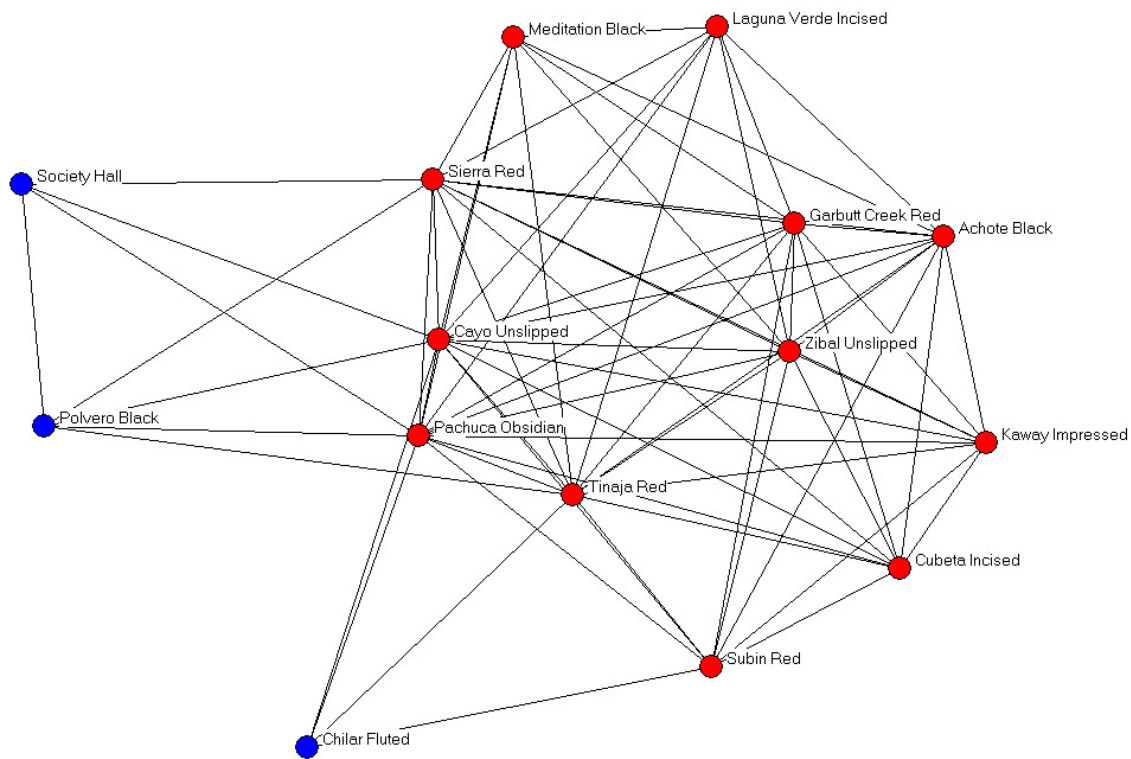 Laguna Verde Incised
Meditation Black
Society Hall
Sierra Red
Garbutt Creek Red
Achote Black
Cayo Unslipped
Zibal Unslipped
Polvero Black
Pachuca Obsidian
Kaway Impressed
Tinaja Red
Cubeta Incised
Subin Red
Chilar Fluted